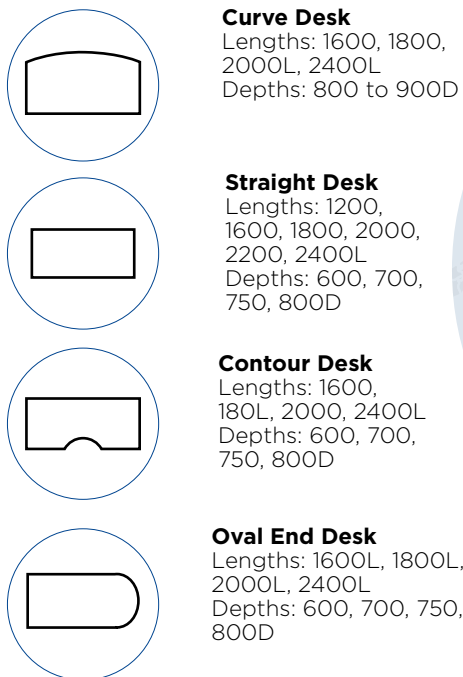 Curve Desk
Lengths: 1600, 1800,
2000L, 2400L
Depths: 800 to 900D
Straight Desk
Lengths: 1200,
1600, 1800, 2000,
2200, 2400L
Depths: 600, 700,
750, 800D
Contour Desk
Lengths: 1600,
180L, 2000, 2400L
Depths: 600, 700,
750, 800D
Oval End Desk
Lengths: 1600L, 1800L,
2000L, 2400L
Depths: 600, 700, 750,
800D